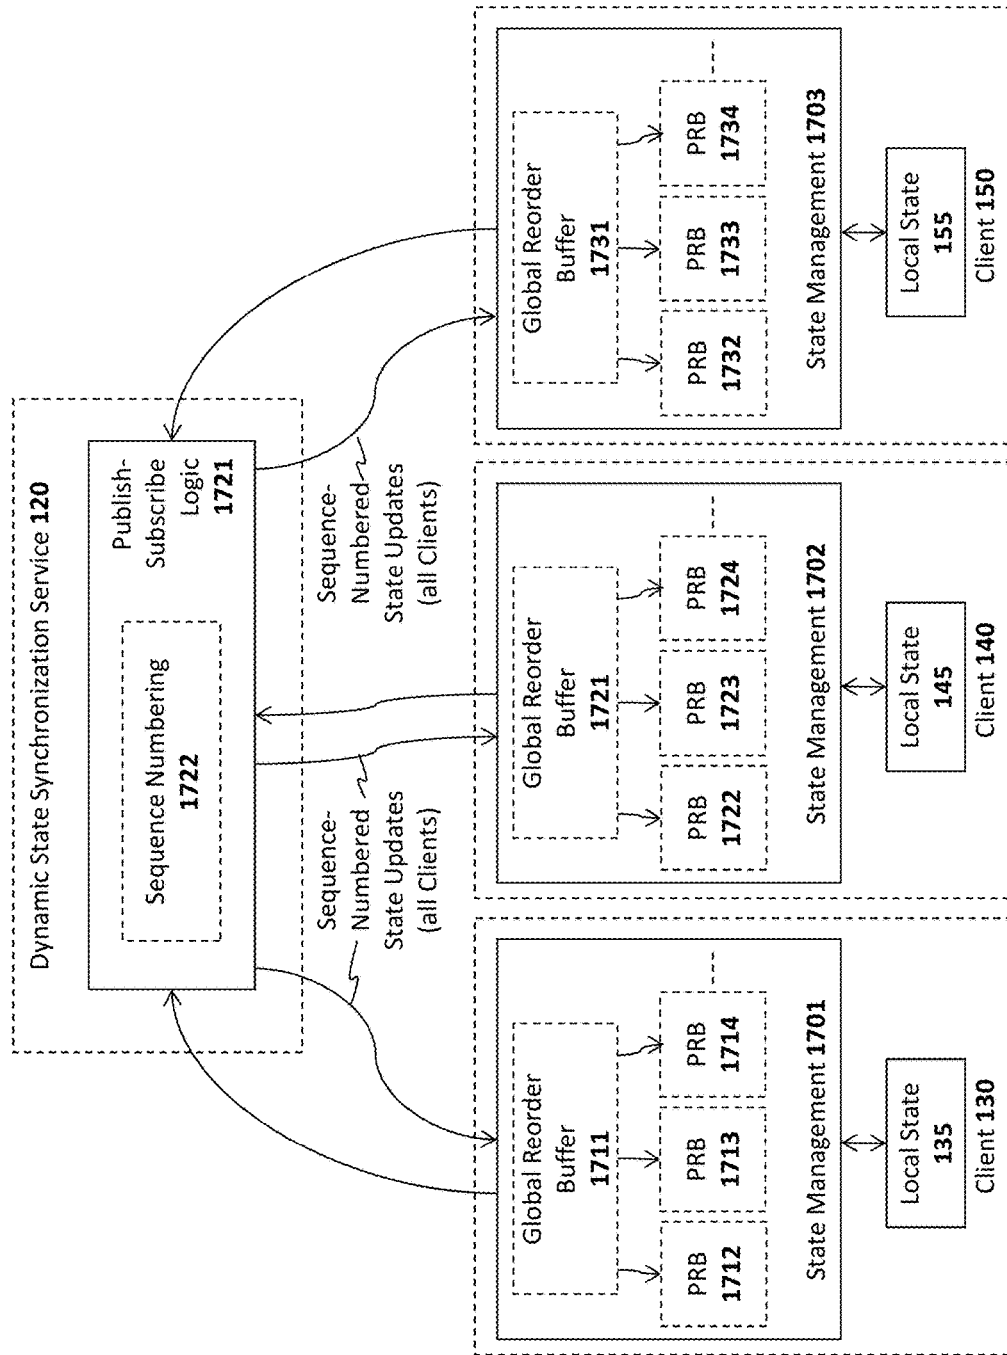 Dynamic State Synchronization Service 120
Sequence Numbering
1722
Publish-
Subscribe
Logic
1721
Sequence-
Numbered
State Updates
(all Clients)
Sequence-
Numbered
State Updates
(all Clients)
Global Reorder
Buffer
1711
PRB
1712
PRB
1713
PRB
1714
State Management 1701
Local State
135
Client 130
Global Reorder
Buffer
1721
PRB
1722
PRB
1723
PRB
1724
State Management 1702
Local State
145
Client 140
Global Reorder
Buffer
1731
PRB
1732
PRB
1733
PRB
1734
State Management 1703
Local State
155
Client 150